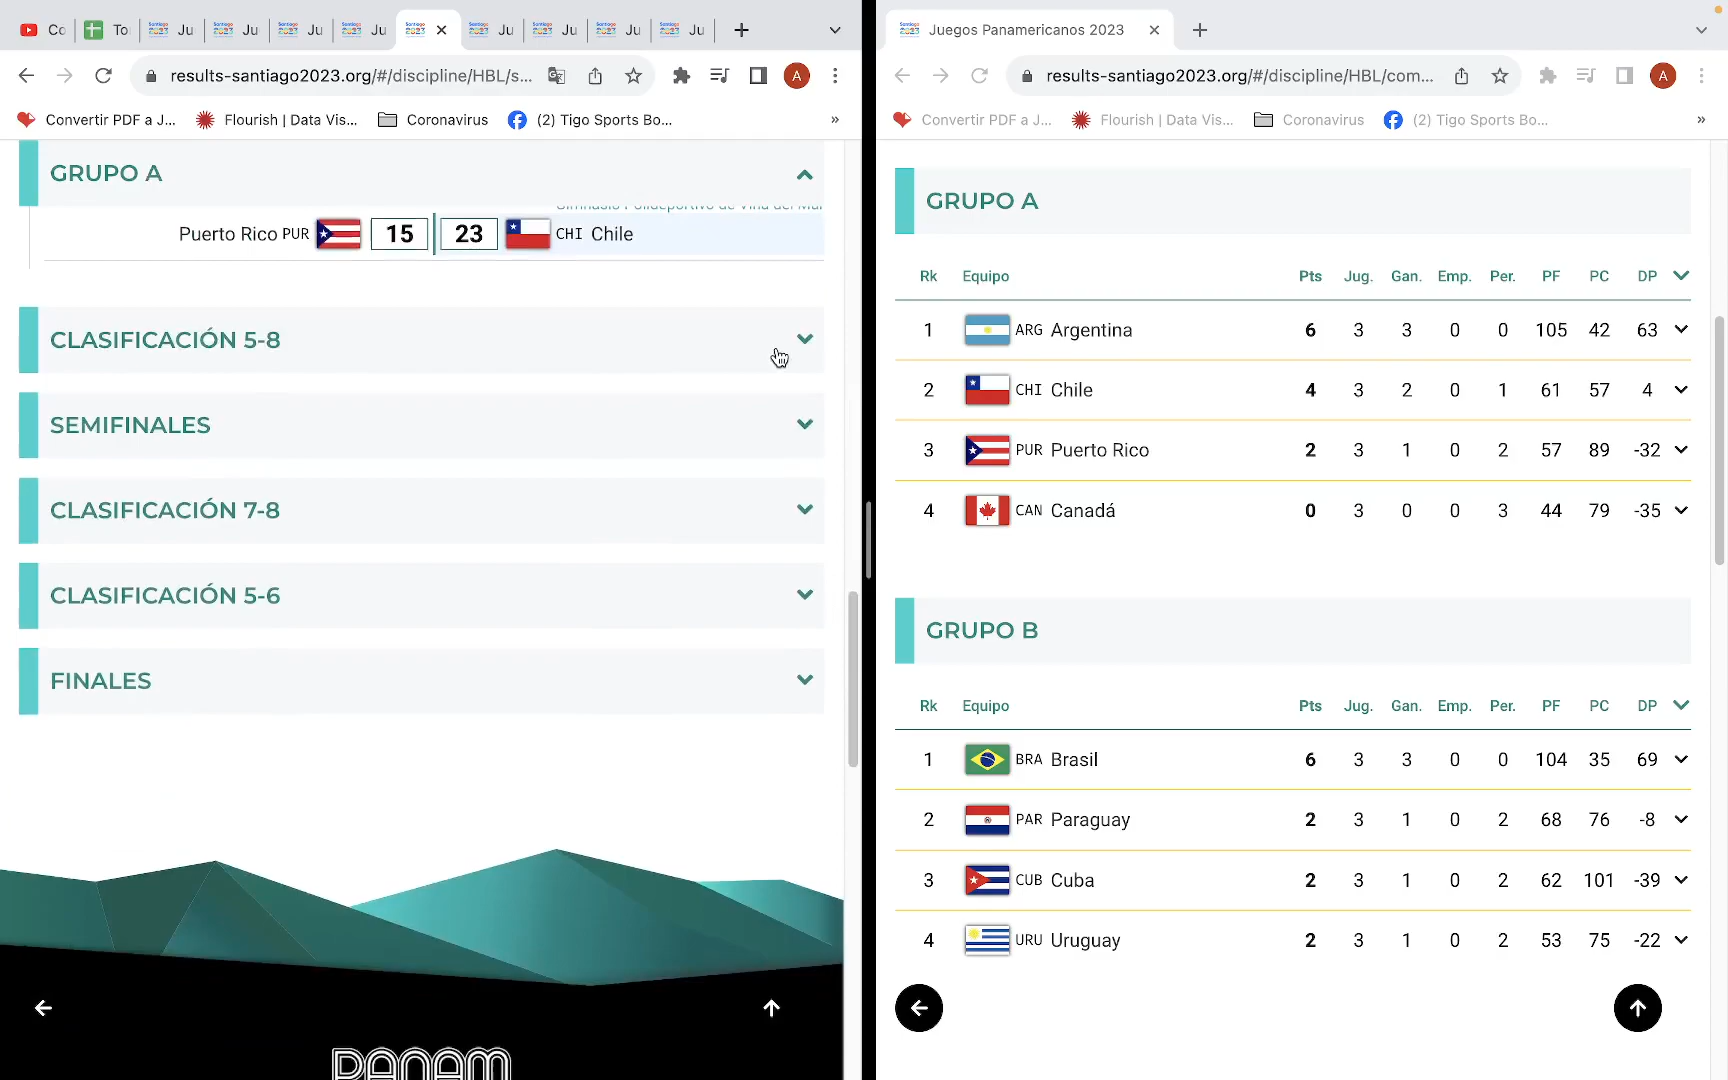 Co
To
Ju
Ju
Ju
Ju
Ju
Ju
Ju
Ju
results-santiago2023.org/#/discipline/HBL/s...
A
Convertir PDF a J...
Flourish | Data Vis...
Coronavirus
(2) Tigo Sports Bo...
»
GRUPO A
Gimnasio Polideportivo de Viña del Mar
Puerto Rico PUR 15 23 CHI Chile
CLASIFICACIÓN 5-8
SEMIFINALES
CLASIFICACIÓN 7-8
CLASIFICACIÓN 5-6
FINALES
PANAM
Juegos Panamericanos 2023
results-santiago2023.org/#/discipline/HBL/com...
A
Convertir PDF a J...
Flourish | Data Vis...
Coronavirus
(2) Tigo Sports Bo...
»
GRUPO A
Rk Equipo Pts Jug. Gan. Emp. Per. PF PC DP
1 ARG Argentina 6 3 3 0 0 105 42 63
2 CHI Chile 4 3 2 0 1 61 57 4
3 PUR Puerto Rico 2 3 1 0 2 57 89 -32
4 CAN Canadá 0 3 0 0 3 44 79 -35
GRUPO B
Rk Equipo Pts Jug. Gan. Emp. Per. PF PC DP
1 BRA Brasil 6 3 3 0 0 104 35 69
2 PAR Paraguay 2 3 1 0 2 68 76 -8
3 CUB Cuba 2 3 1 0 2 62 101 -39
4 URU Uruguay 2 3 1 0 2 53 75 -22